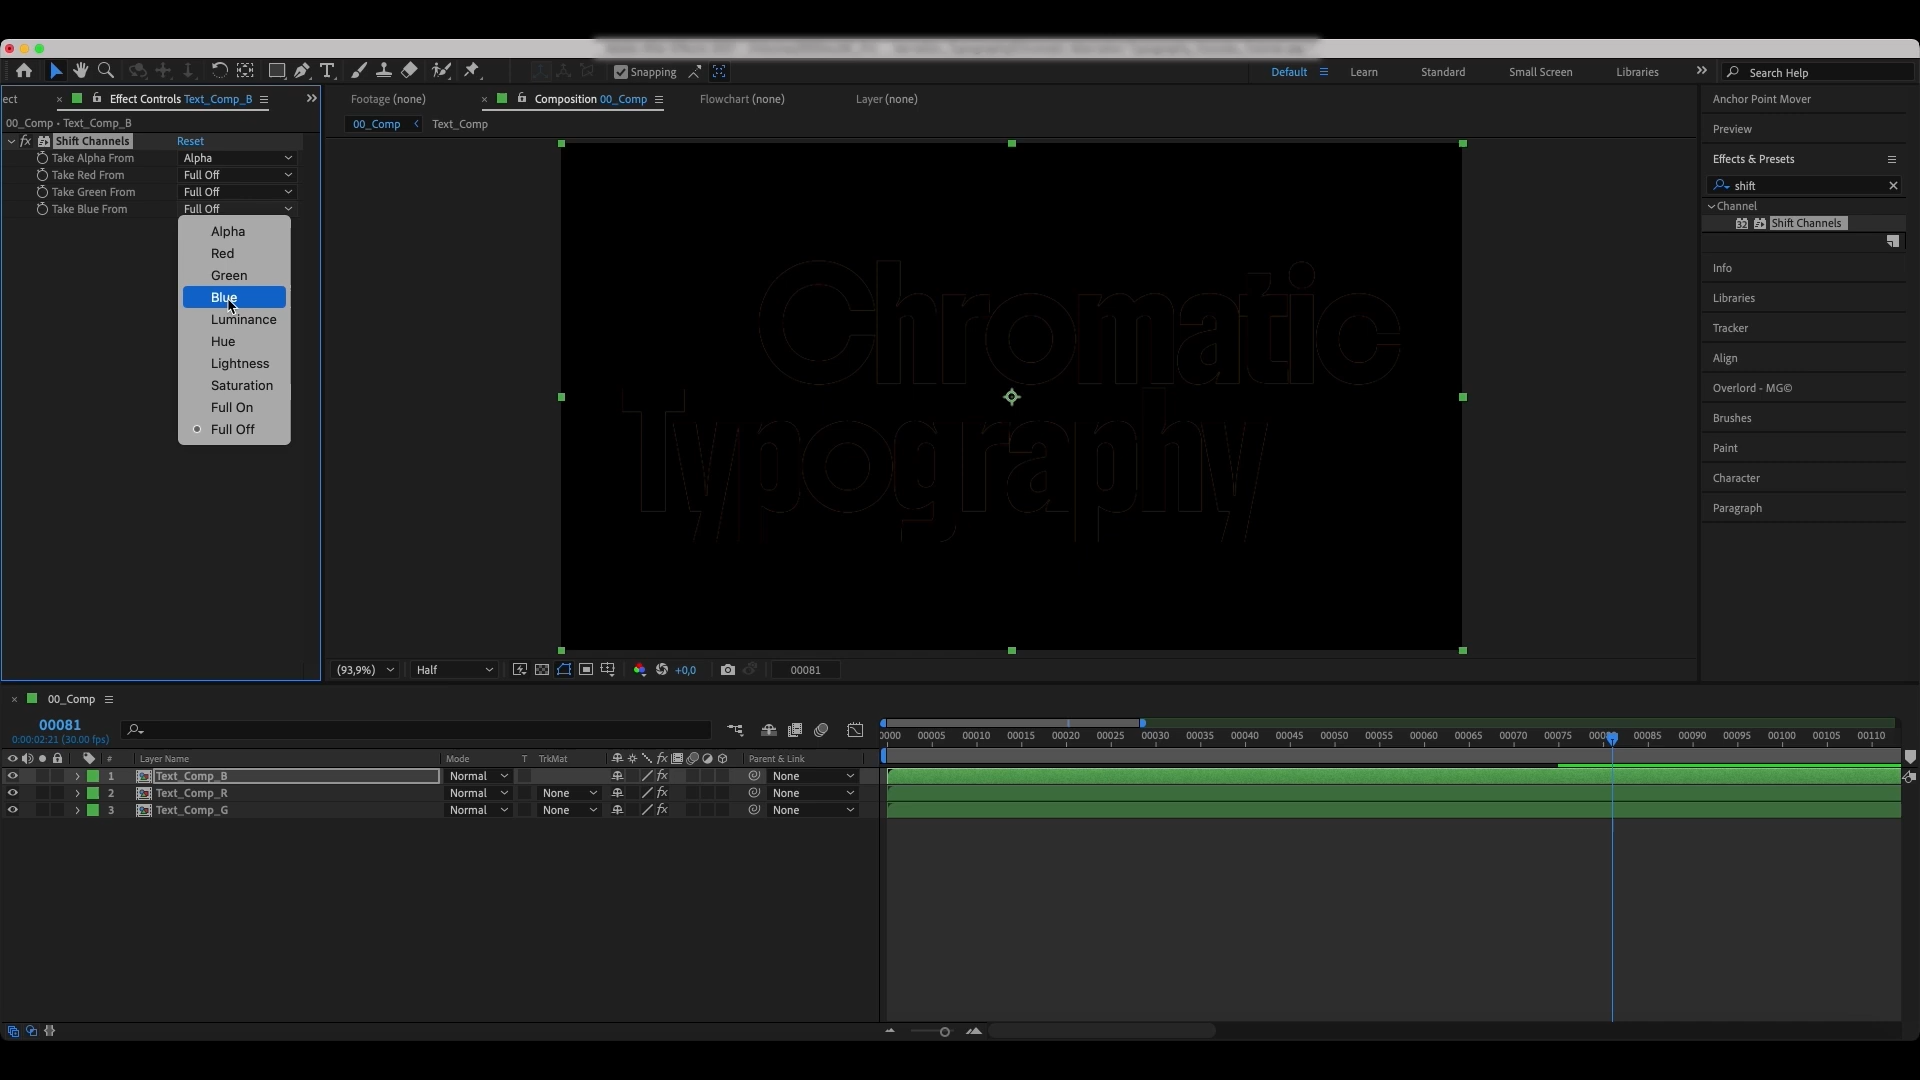 Snapping
Default
Learn
Standard
Small Screen
Libraries
Search Help
ect
Effect Controls Text_Comp_B
Footage (none)
Composition 00_Comp
Flowchart (none)
Layer (none)
00_Comp • Text_Comp_B
00_Comp
Text_Comp
fx Shift Channels Reset
Take Alpha From Alpha
Take Red From Full Off
Take Green From Full Off
Take Blue From Full Off
Alpha
Red
Green
Blue
Luminance
Hue
Lightness
Saturation
Full On
Full Off
Chromatic
Typography
(93,9%)
Half
+0,0
00081
Anchor Point Mover
Preview
Effects & Presets
shift
Channel
32 Shift Channels
Info
Libraries
Tracker
Align
Overlord - MG©
Brushes
Paint
Character
Paragraph
00_Comp
00081
0:00:02:21 (30.00 fps)
0000 00005 00010 00015 00020 00025 00030 00035 00040 00045 00050 00055 00060 00065 00070 00075 00085 00090 00095 00100 00105 00110
# Layer Name Mode T TrkMat fx Parent & Link
1 Text_Comp_B Normal fx None
2 Text_Comp_R Normal None fx None
3 Text_Comp_G Normal None fx None